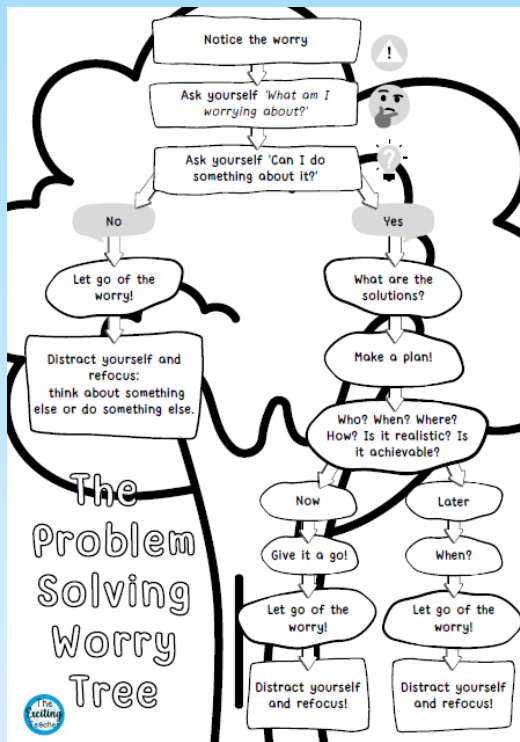 Notice the worry
Ask yourself 'What am I
worrying about?'
Ask yourself 'Can I do
something about it?'
No
Yes
Let go of the
worry!
What are the
solutions?
Distract yourself and
refocus:
think about something
else or do something else.
Make a plan!
Who? When? Where?
How? Is it realistic? Is
it achievable?
Now
Later
Give it a go!
When?
Let go of the
worry!
Let go of the
worry!
Distract yourself
and refocus!
Distract yourself
and refocus!
The
Problem
Solving
Worry
Tree
The
Exciting
Teacher